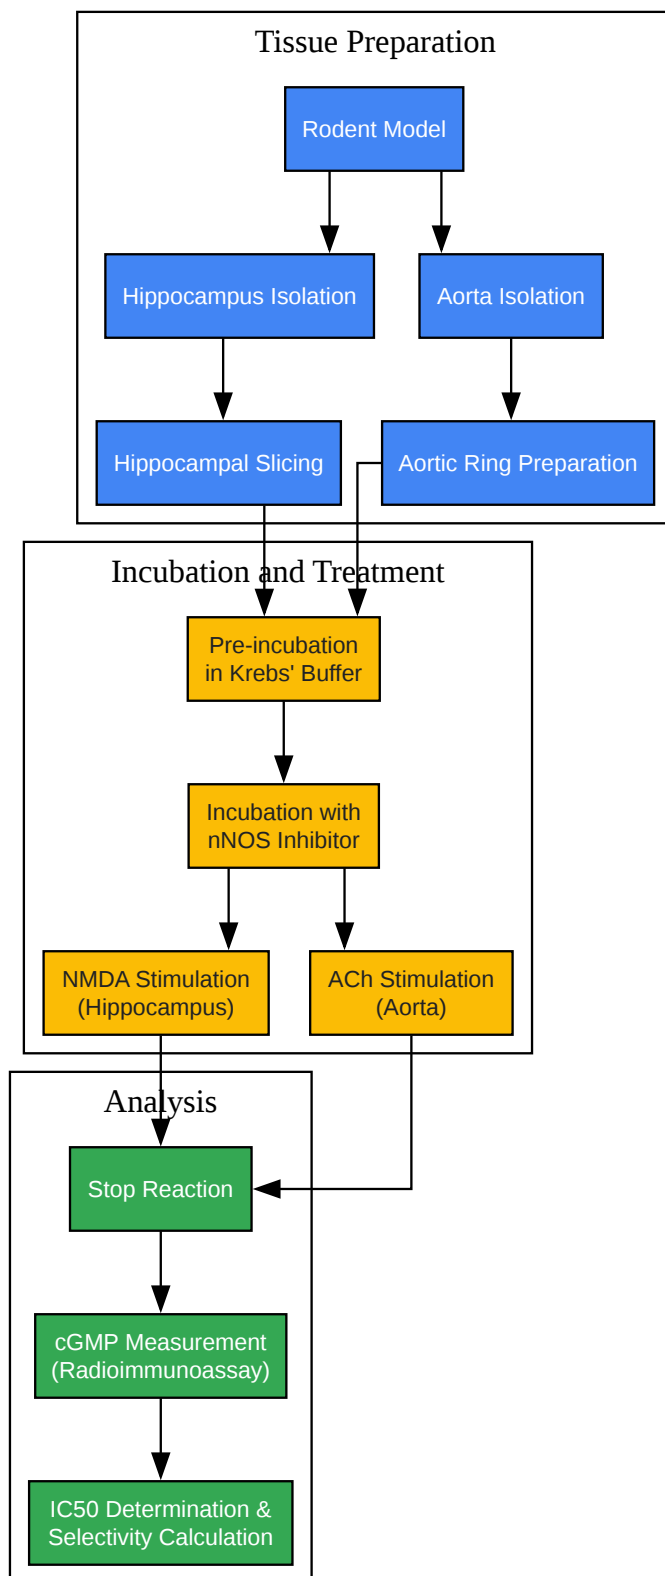 Tissue Preparation
Rodent Model
Hippocampus Isolation
Aorta Isolation
Hippocampal Slicing
Aortic Ring Preparation
Incubation and Treatment
Pre-incubation
in Krebs' Buffer
Incubation with
nNOS Inhibitor
NMDA Stimulation
(Hippocampus)
ACh Stimulation
(Aorta)
Analysis
Stop Reaction
cGMP Measurement
(Radioimmunoassay)
IC50 Determination &
Selectivity Calculation